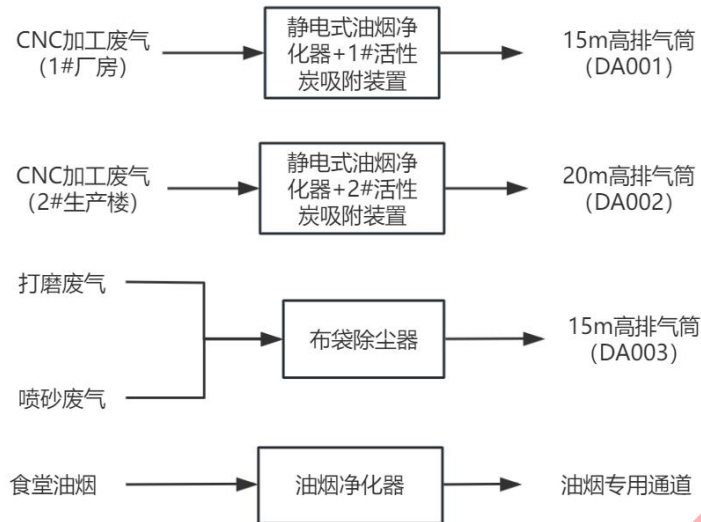 CNC加工废气
(1#厂房)
静电式油烟净
化器+1#活性
炭吸附装置
15m高排气筒
(DA001)
CNC加工废气
(2#生产楼)
静电式油烟净
化器+2#活性
炭吸附装置
20m高排气筒
(DA002)
打磨废气
喷砂废气
布袋除尘器
15m高排气筒
(DA003)
食堂油烟
油烟净化器
油烟专用通道